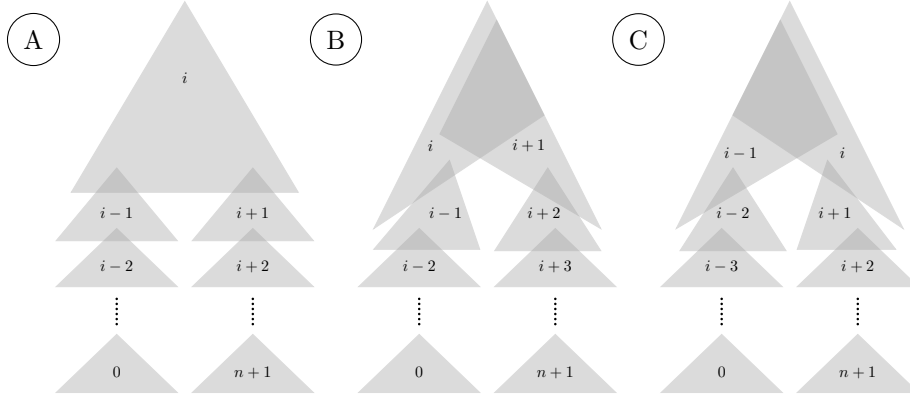 A
i
i − 1
i + 1
i − 2
i + 2
0
n + 1
B
i
i + 1
i − 1
i + 2
i − 2
i + 3
0
n + 1
C
i − 1
i
i − 2
i + 1
i − 3
i + 2
0
n + 1